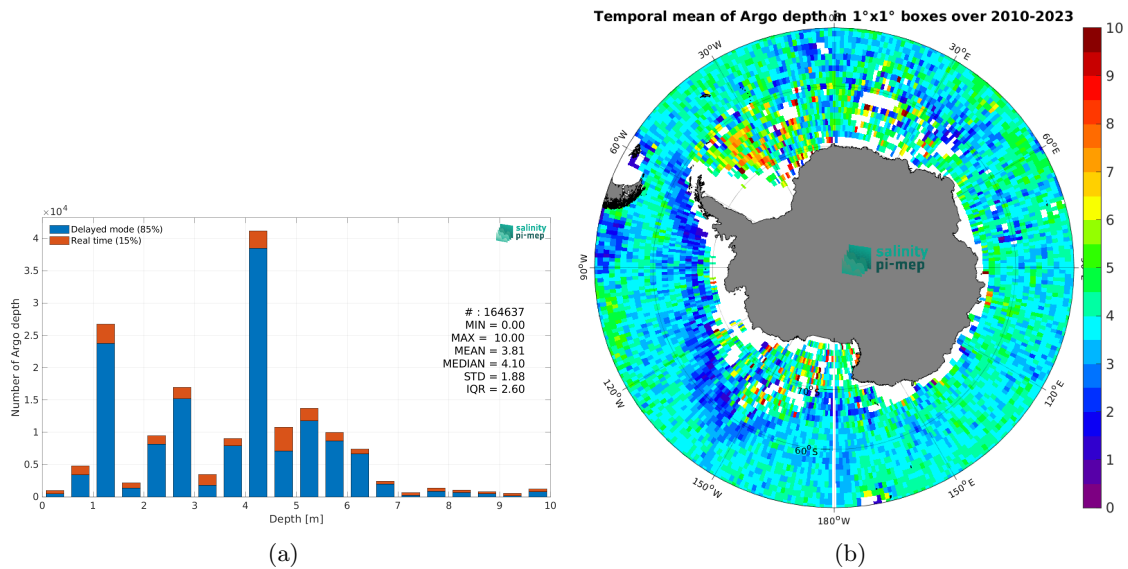 ×10⁴
4
3.5
3
2.5
2
1.5
1
0.5
0
0 1 2 3 4 5 6 7 8 9 10
Number of Argo depth
Depth [m]
Delayed mode (85%)
Real time (15%)
salinity
pi-mep
# : 164637
MIN = 0.00
MAX = 10.00
MEAN = 3.81
MEDIAN = 4.10
STD = 1.88
IQR = 2.60
(a)
Temporal mean of Argo depth in 1°x1° boxes over 2010-2023
30°W
30°E
60°W
60°E
90°W
120°W
120°E
150°W
150°E
180°W
60°S
salinity
pi-mep
10
9
8
7
6
5
4
3
2
1
0
(b)